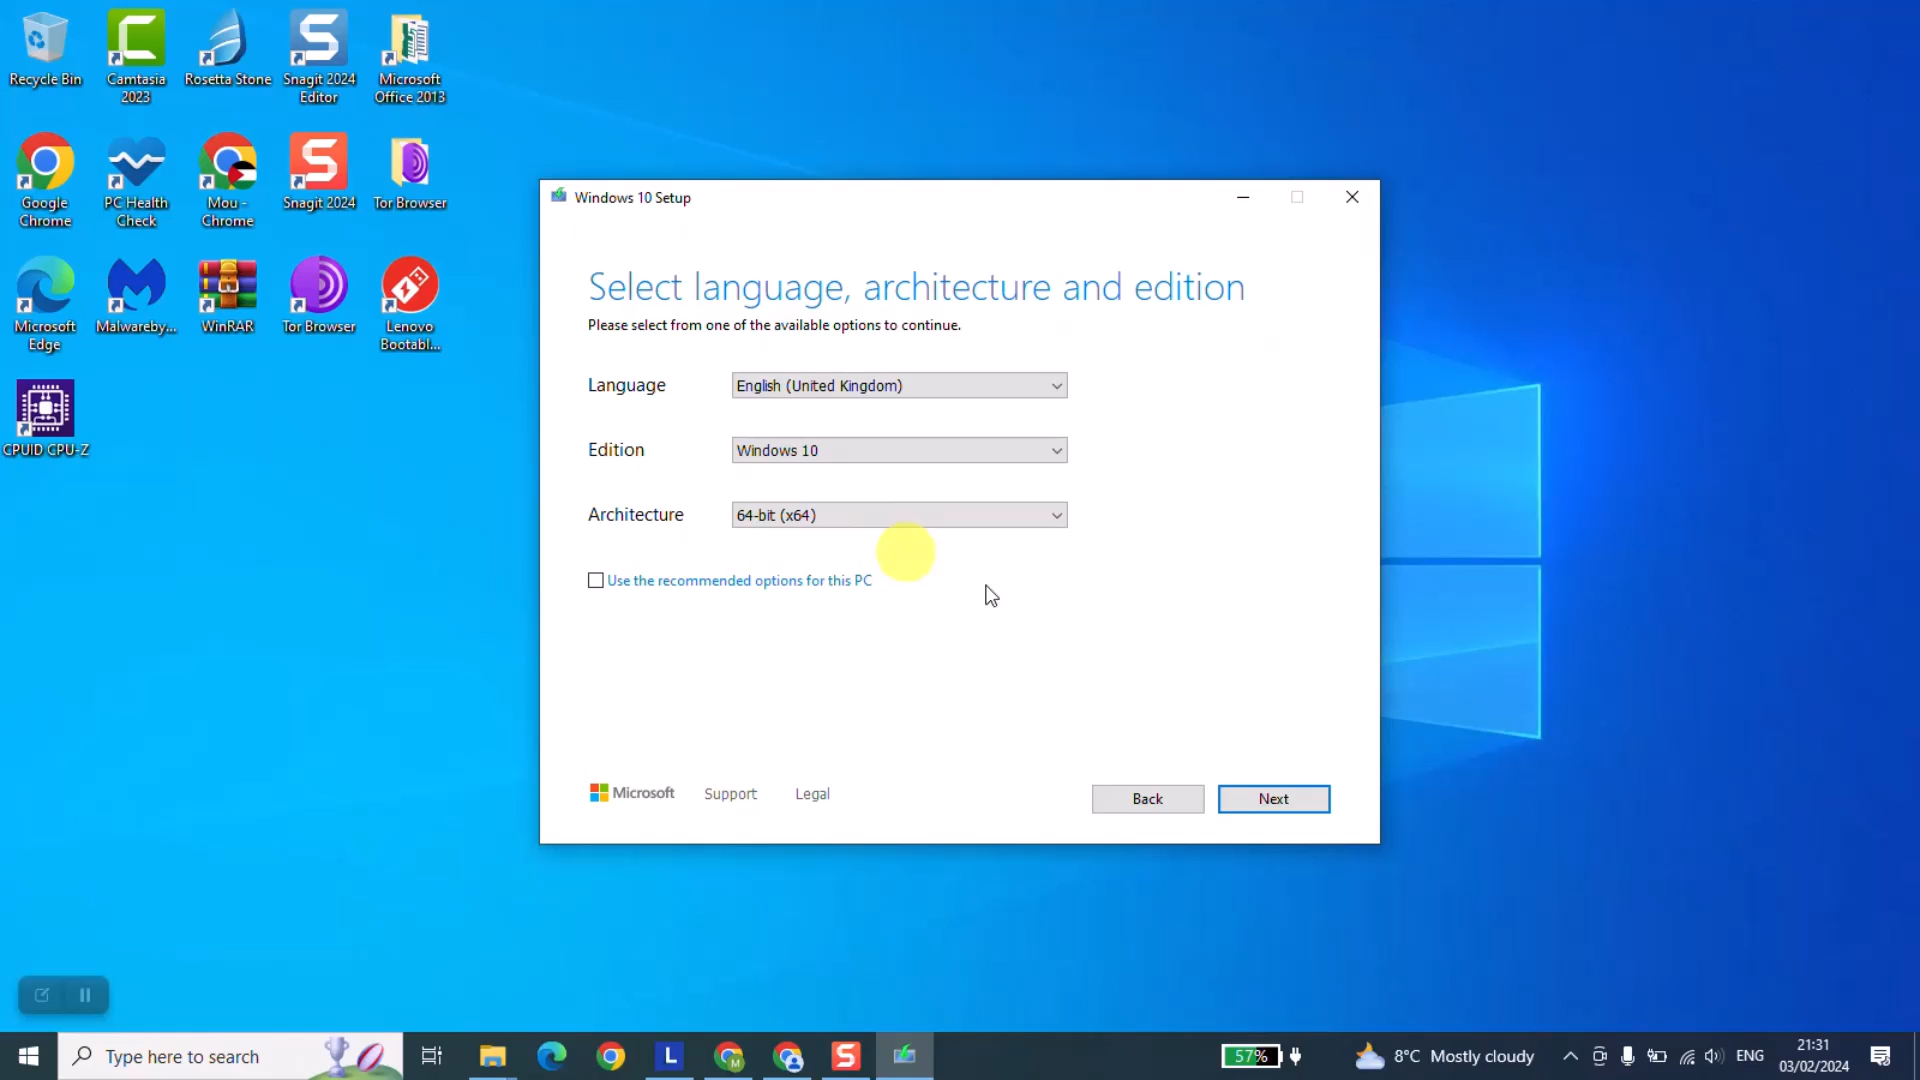 Recycle Bin
Camtasia
2023
Rosetta Stone
Snagit 2024
Editor
Microsoft
Office 2013
Google
Chrome
PC Health
Check
Mou -
Chrome
Snagit 2024
Tor Browser
Microsoft
Edge
Malwareby...
WinRAR
Tor Browser
Lenovo
Bootabl...
CPUID CPU-Z
Windows 10 Setup
Select language, architecture and edition
Please select from one of the available options to continue.
Language
English (United Kingdom)
Edition
Windows 10
Architecture
64-bit (x64)
Use the recommended options for this PC
Microsoft
Support
Legal
Back
Next
Type here to search
L
M
57%
8°C Mostly cloudy
ENG
21:31
03/02/2024